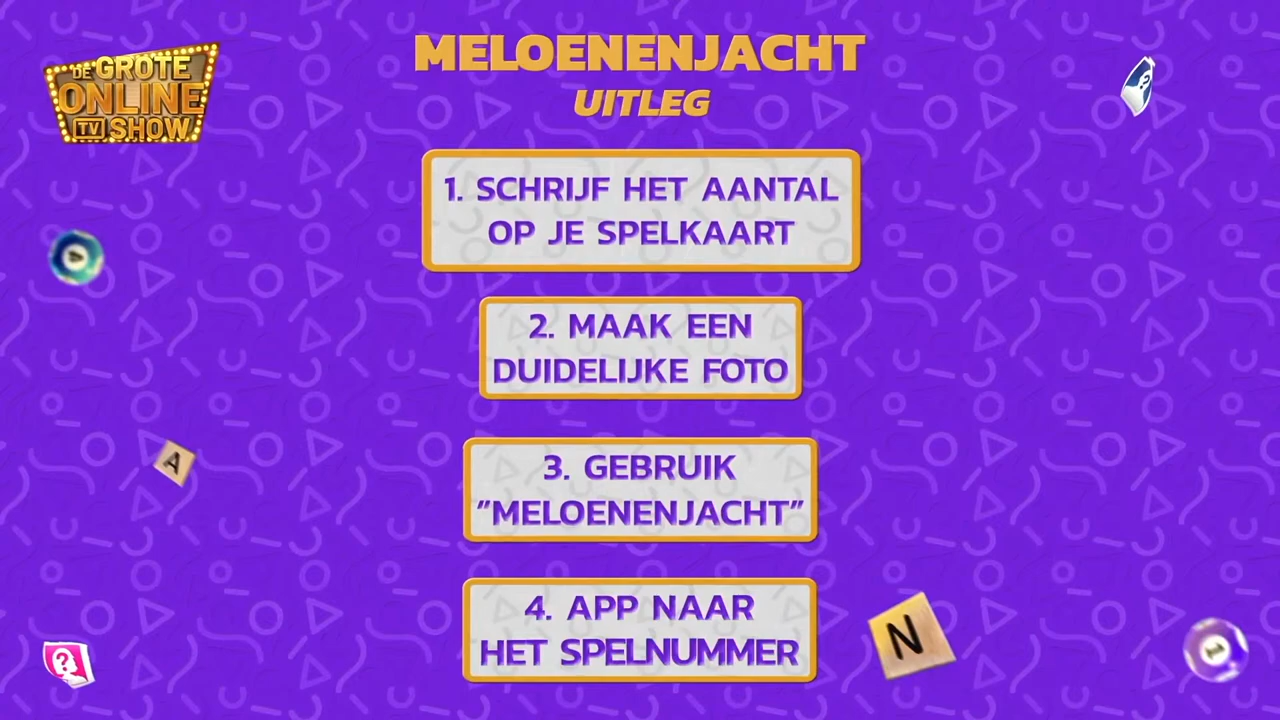 DE GROTE
ONLINE
TV SHOW
MELOENENJACHT
UITLEG
1. SCHRIJF HET AANTAL
OP JE SPELKAART
2. MAAK EEN
DUIDELIJKE FOTO
3. GEBRUIK
”MELOENENJACHT”
4. APP NAAR
HET SPELNUMMER
A
N
?